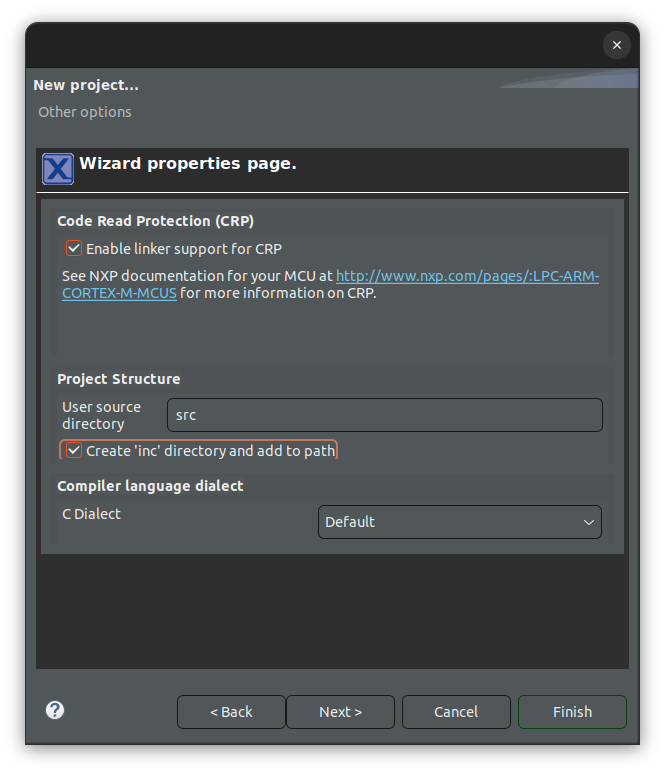 New project...
Other options
Wizard properties page.
Code Read Protection (CRP)
Enable linker support for CRP
See NXP documentation for your MCU at http://www.nxp.com/pages/:LPC-ARM-
CORTEX-M-MCUS for more information on CRP.
Project Structure
User source
directory
src
Create 'inc' directory and add to path
Compiler language dialect
C Dialect
Default
< Back
Next >
Cancel
Finish